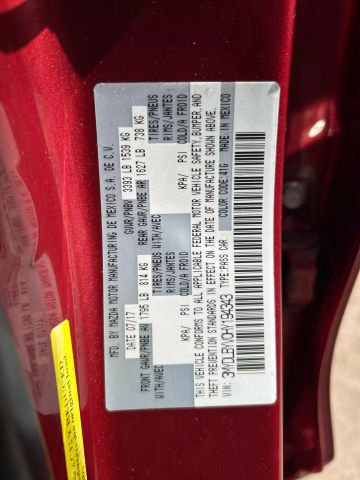 MFD. BY MAZDA MOTOR MANUFACTURING
DE MEXICO S.A. DE C.V.
DATE: 07/17 GVWR/PNBV 3393 LB 1539 KG
FRONT GAWR/PNBE AV 1795 LB 814 KG REAR GAWR/PNBE AR 1627 LB 738 KG
WITH/AVEC TIRES/PNEUS WITH/AVEC TIRES/PNEUS
RIMS/JANTES RIMS/JANTES
KPA/ PSI COLD/A FROID KPA/ PSI COLD/A FROID
THIS VEHICLE CONFORMS TO ALL APPLICABLE FEDERAL MOTOR VEHICLE SAFETY, BUMPER, AND
THEFT PREVENTION STANDARDS IN EFFECT ON THE DATE OF MANUFACTURE SHOWN ABOVE.
TYPE: PASS CAR COLOR CODE: 41G MADE IN MEXICO